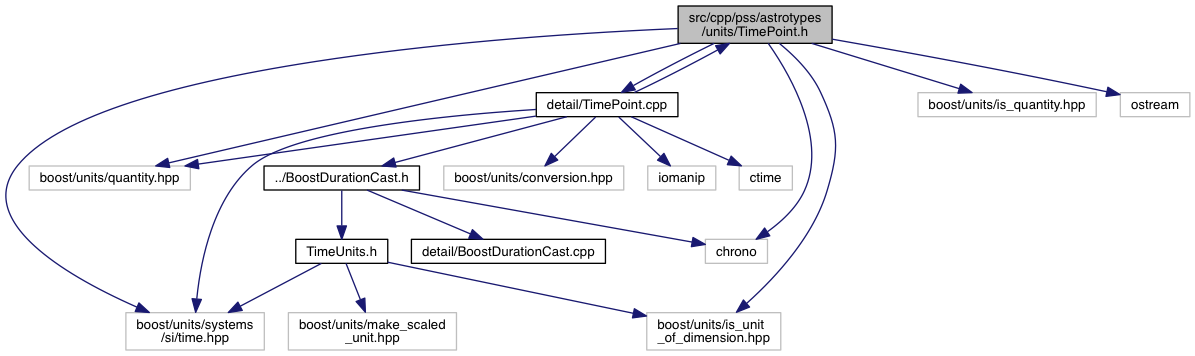 src/cpp/pss/astrotypes
/units/TimePoint.h
detail/TimePoint.cpp
boost/units/is_quantity.hpp
ostream
boost/units/quantity.hpp
../BoostDurationCast.h
boost/units/conversion.hpp
iomanip
ctime
TimeUnits.h
detail/BoostDurationCast.cpp
chrono
boost/units/systems
/si/time.hpp
boost/units/make_scaled
_unit.hpp
boost/units/is_unit
_of_dimension.hpp